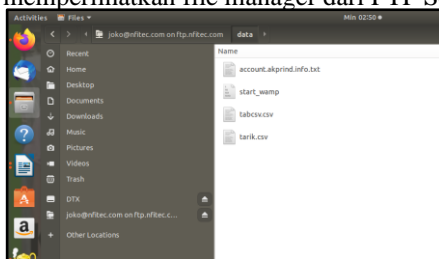 memperlihatkan file manager dari FTP S
Activities Files ▾ Min 02:50
joko@nfitec.com on ftp.nfitec.com data
Recent
Home
Desktop
Documents
Downloads
Music
Pictures
Videos
Trash
DTX
joko@nfitec.com on ftp.nfitec.c...
+ Other Locations
Name
account.akprind.info.txt
start_wamp
tabcsv.csv
tarik.csv